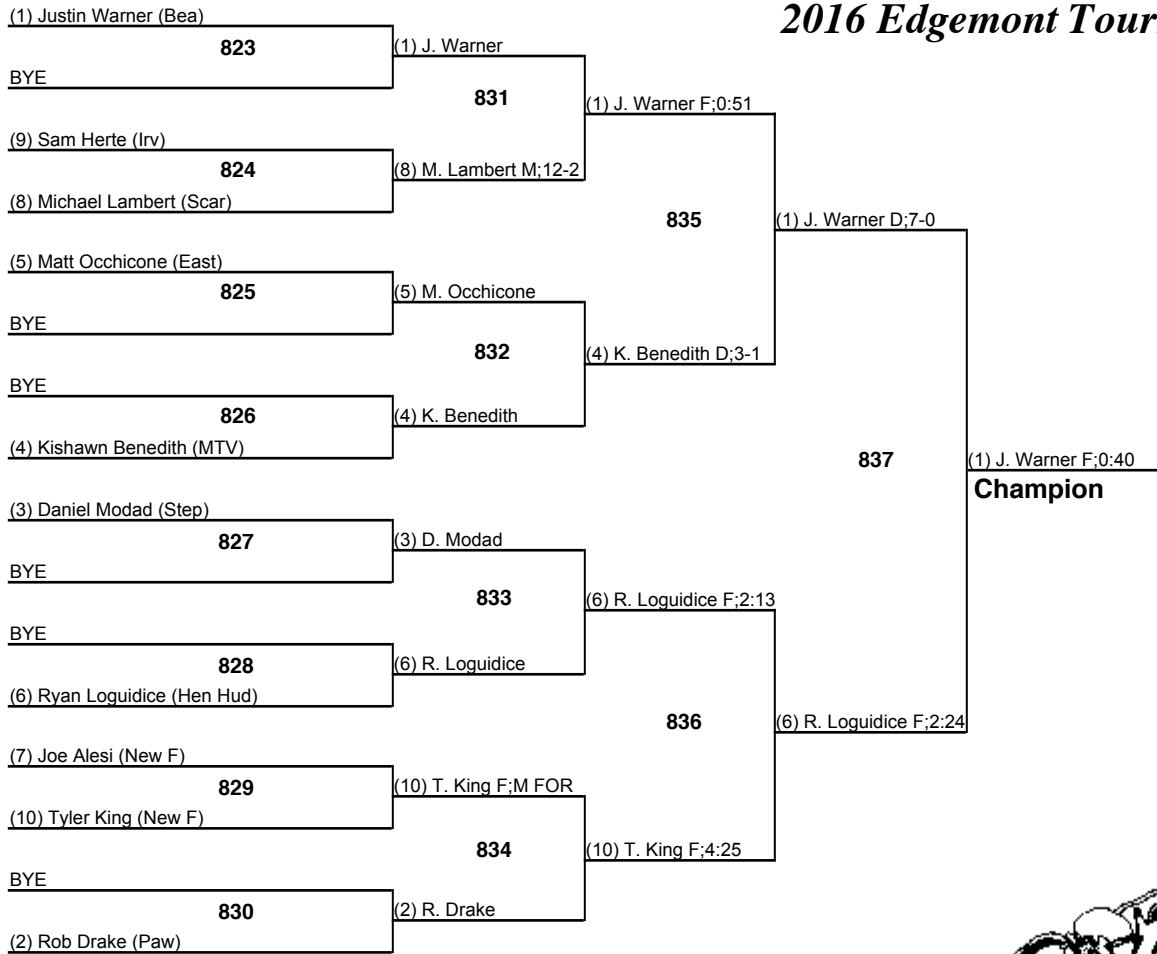 2016 Edgemont
(1) Justin Warner (Bea)
823
BYE
(1) J. Warner
831
(9) Sam Herte (Irv)
824
(8) Michael Lambert (Scar)
(8) M. Lambert M;12-2
(1) J. Warner F;0:51
835
(5) Matt Occhicone (East)
825
BYE
(5) M. Occhicone
832
BYE
826
(4) Kishawn Benedith (MTV)
(4) K. Benedith
(4) K. Benedith D;3-1
(1) J. Warner D;7-0
837
(3) Daniel Modad (Step)
827
BYE
(3) D. Modad
833
BYE
828
(6) Ryan Loguidice (Hen Hud)
(6) R. Loguidice
(6) R. Loguidice F;2:13
836
(7) Joe Alesi (New F)
829
(10) Tyler King (New F)
(10) T. King F;M FOR
834
BYE
830
(2) Rob Drake (Paw)
(2) R. Drake
(10) T. King F;4:25
(6) R. Loguidice F;2:24
(1) J. Warner F;0:40
Champion